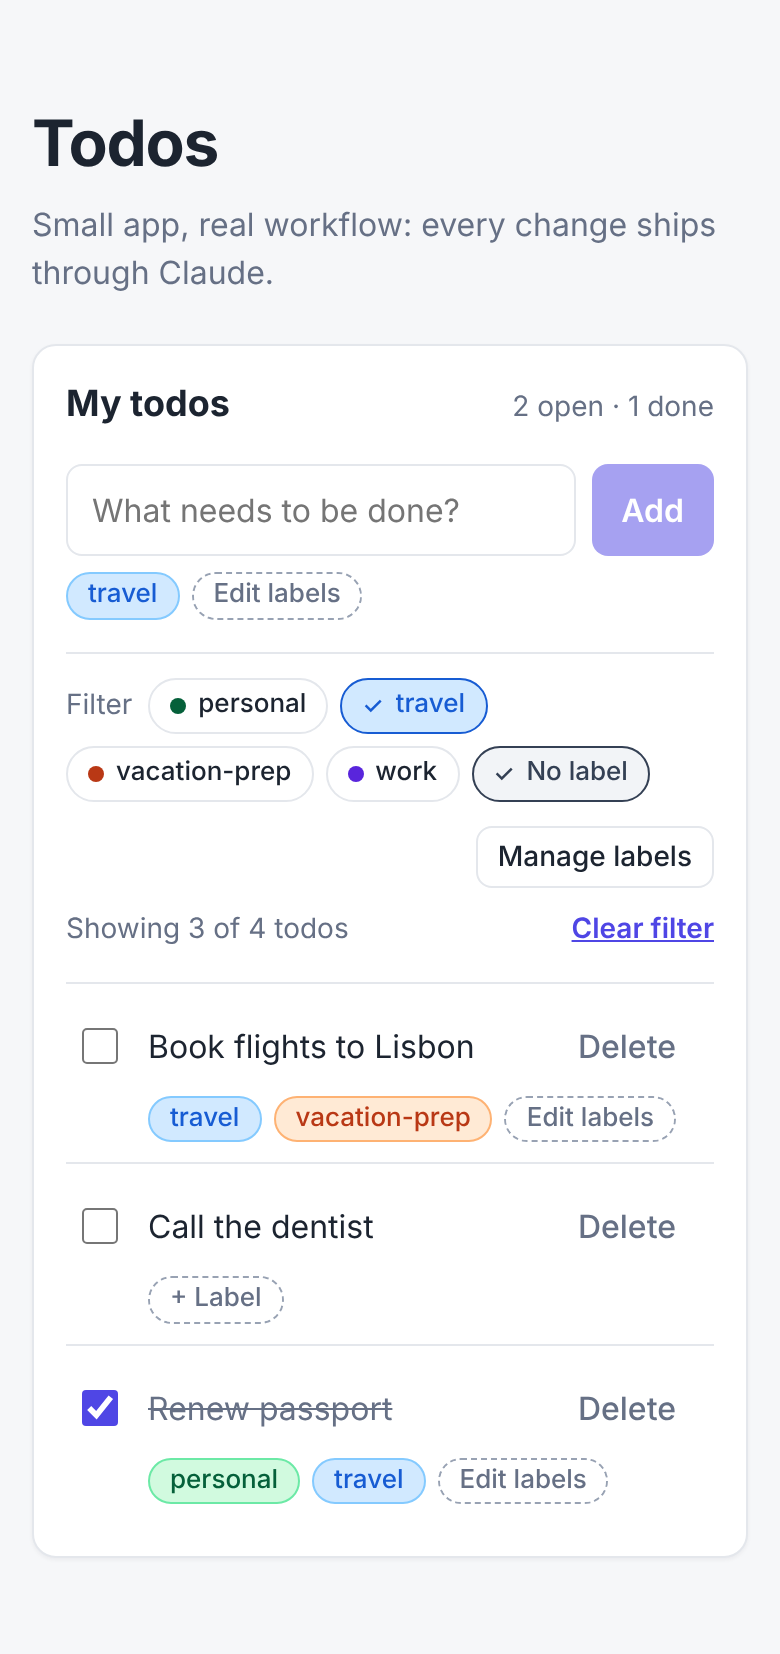 Todos
Small app, real workflow: every change ships
through Claude.
My todos
2 open · 1 done
What needs to be done?
Add
travel
Edit labels
Filter
personal
✓ travel
vacation-prep
work
✓ No label
Manage labels
Showing 3 of 4 todos
Clear filter
Book flights to Lisbon
Delete
travel
vacation-prep
Edit labels
Call the dentist
Delete
+ Label
Renew passport
Delete
personal
travel
Edit labels